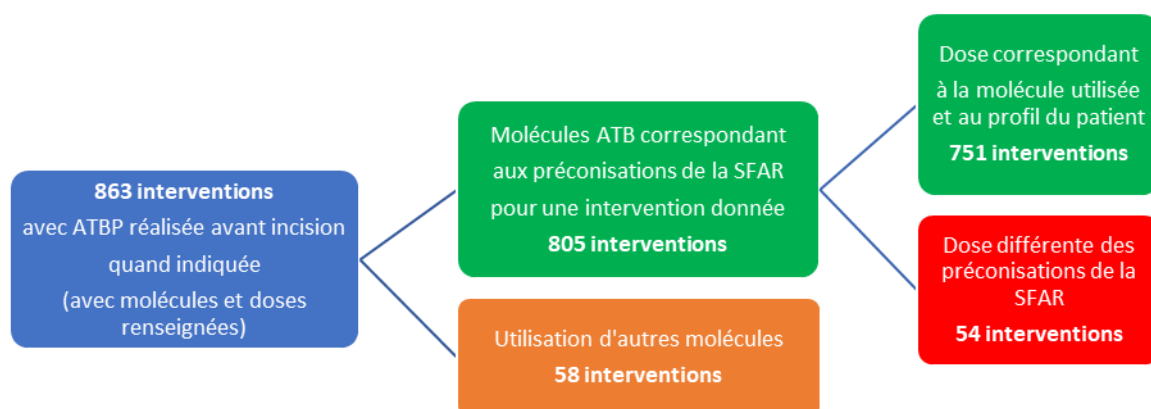 863 interventions
avec ATBP réalisée avant incision
quand indiquée
(avec molécules et doses
renseignées)
Molécules ATB correspondant
aux préconisations de la SFAR
pour une intervention donnée
805 interventions
Utilisation d'autres molécules
58 interventions
Dose correspondant
à la molécule utilisée
et au profil du patient
751 interventions
Dose différente des
préconisations de la
SFAR
54 interventions